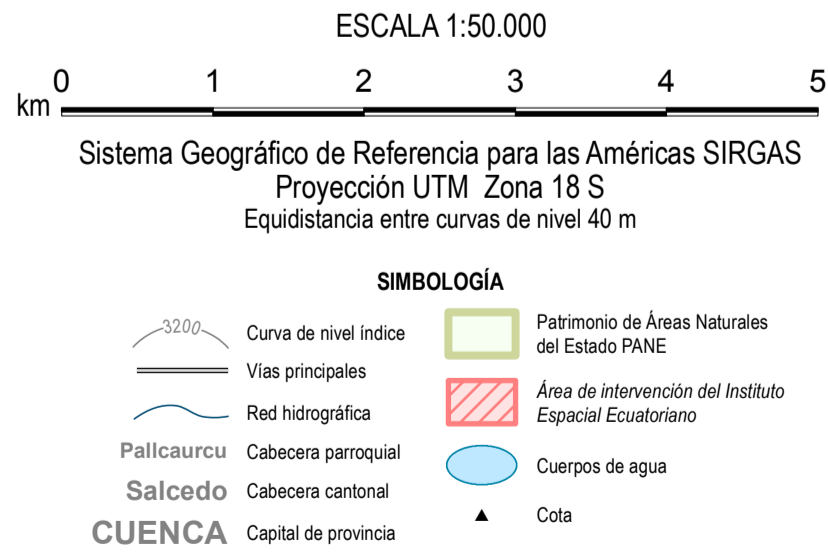 ESCALA 1:50.000
0 1 2 3 4 5
km
Sistema Geográfico de Referencia para las Américas SIRGAS
Proyección UTM Zona 18 S
Equidistancia entre curvas de nivel 40 m
SIMBOLOGÍA
3200 Curva de nivel índice
Vías principales
Red hidrográfica
Pallcaurcu Cabecera parroquial
Salcedo Cabecera cantonal
CUENCA Capital de provincia
Patrimonio de Áreas Naturales
del Estado PANE
Área de intervención del Instituto
Espacial Ecuatoriano
Cuerpos de agua
Cota